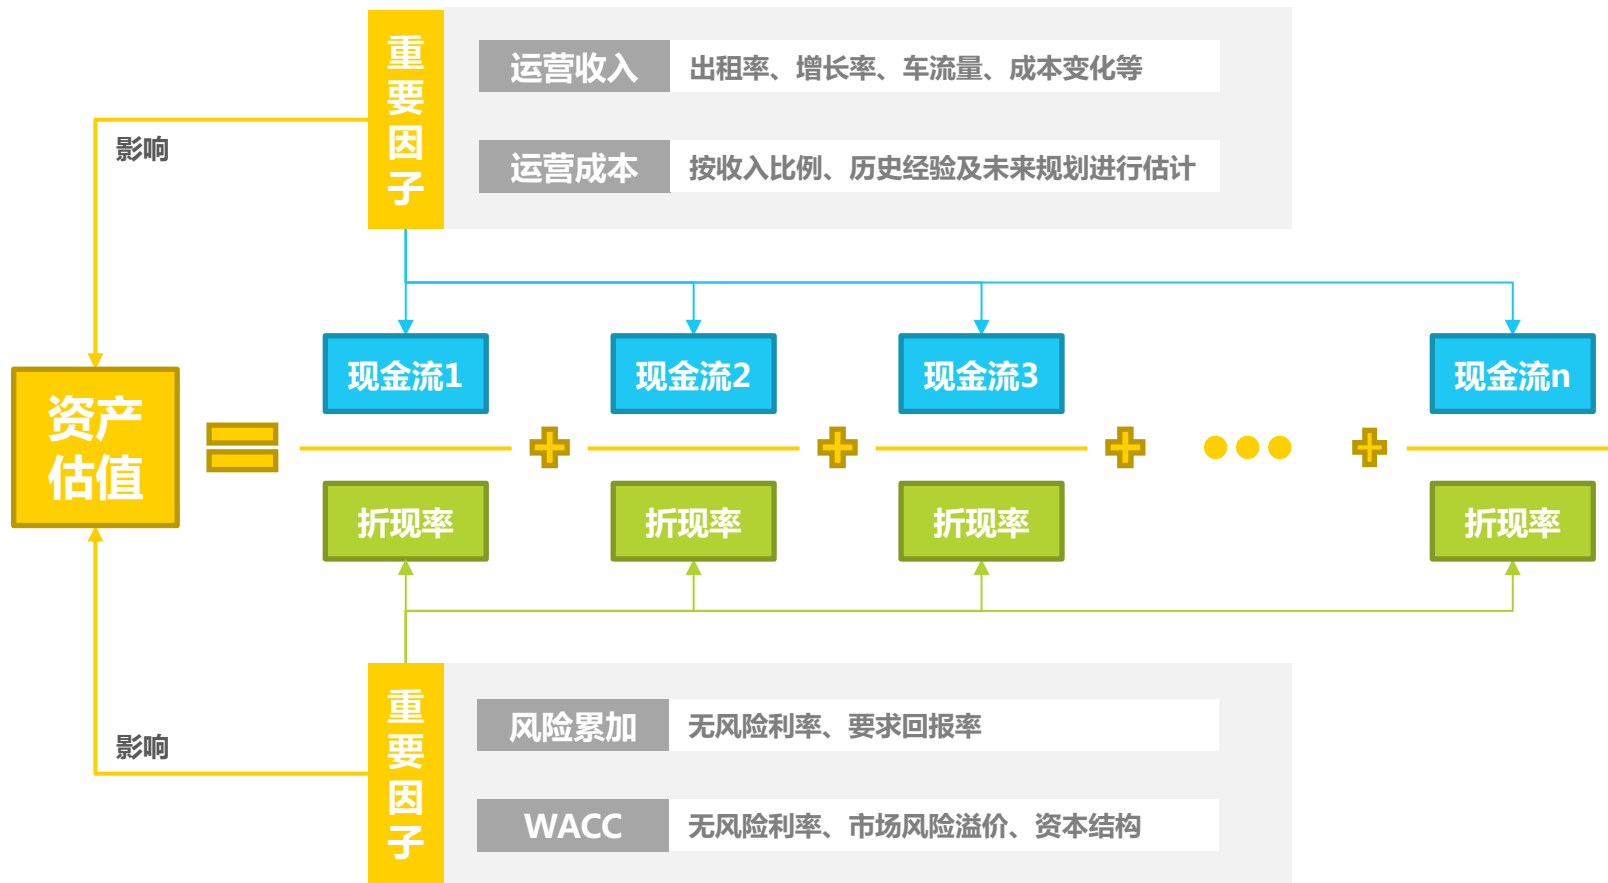 重要因子
运营收入 出租率、增长率、车流量、成本变化等
运营成本 按收入比例、历史经验及未来规划进行估计
影响
现金流1 现金流2 现金流3 现金流n
资产
估值
= + + + ••• +
折现率 折现率 折现率 折现率
影响
重要因子
风险累加 无风险利率、要求回报率
WACC 无风险利率、市场风险溢价、资本结构